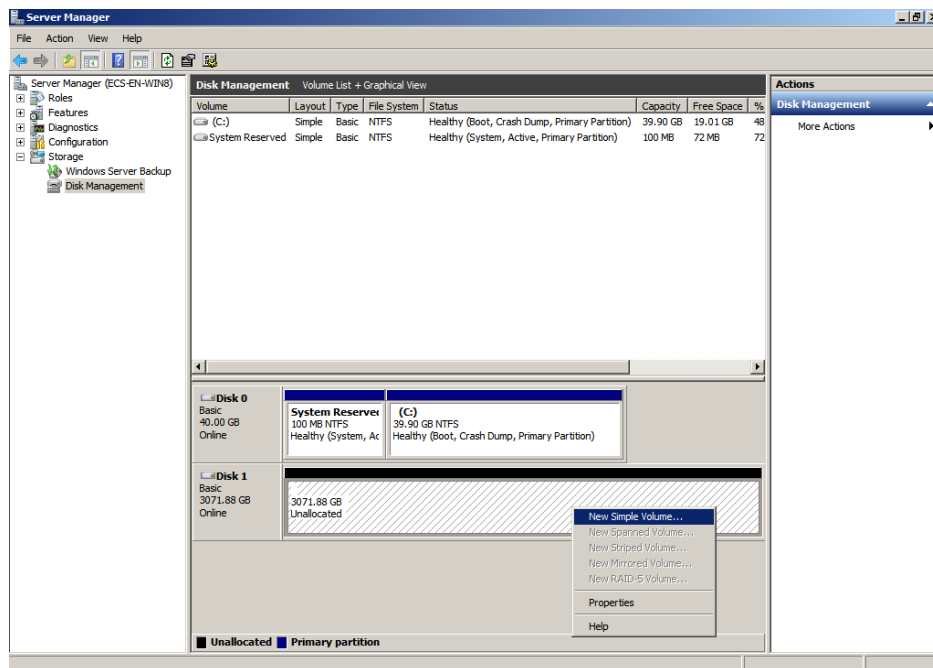 Server Manager
File Action View Help
Server Manager (ECS-EN-WIN8)
Roles
Features
Diagnostics
Configuration
Storage
Windows Server Backup
Disk Management
Disk Management Volume List + Graphical View
Volume Layout Type File System Status Capacity Free Space %
(C:) Simple Basic NTFS Healthy (Boot, Crash Dump, Primary Partition) 39.90 GB 19.01 GB 48
System Reserved Simple Basic NTFS Healthy (System, Active, Primary Partition) 100 MB 72 MB 72
Disk 0
Basic
40.00 GB
Online
System Reserved
100 MB NTFS
Healthy (System, Ac
(C:)
39.90 GB NTFS
Healthy (Boot, Crash Dump, Primary Partition)
Disk 1
Basic
3071.88 GB
Online
3071.88 GB
Unallocated
New Simple Volume...
New Spanned Volume...
New Striped Volume...
New Mirrored Volume...
New RAID-5 Volume...
Properties
Help
Unallocated Primary partition
Actions
Disk Management
More Actions